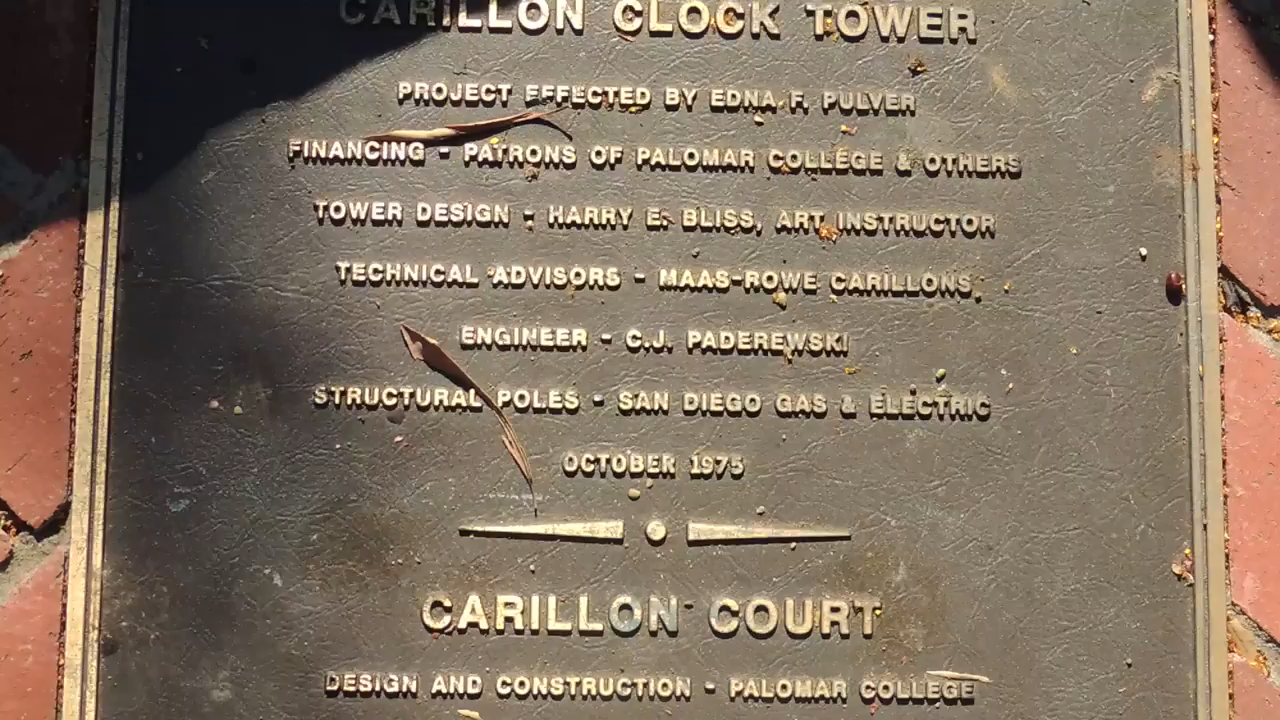 CARILLON CLOCK TOWER
PROJECT EFFECTED BY EDNA F. PULVER
FINANCING - PATRONS OF PALOMAR COLLEGE & OTHERS
TOWER DESIGN - HARRY E. BLISS, ART INSTRUCTOR
TECHNICAL ADVISORS - MAAS-ROWE CARILLONS
ENGINEER - C.J. PADEREWSKI
STRUCTURAL POLES - SAN DIEGO GAS & ELECTRIC
OCTOBER 1975
CARILLON COURT
DESIGN AND CONSTRUCTION - PALOMAR COLLEGE